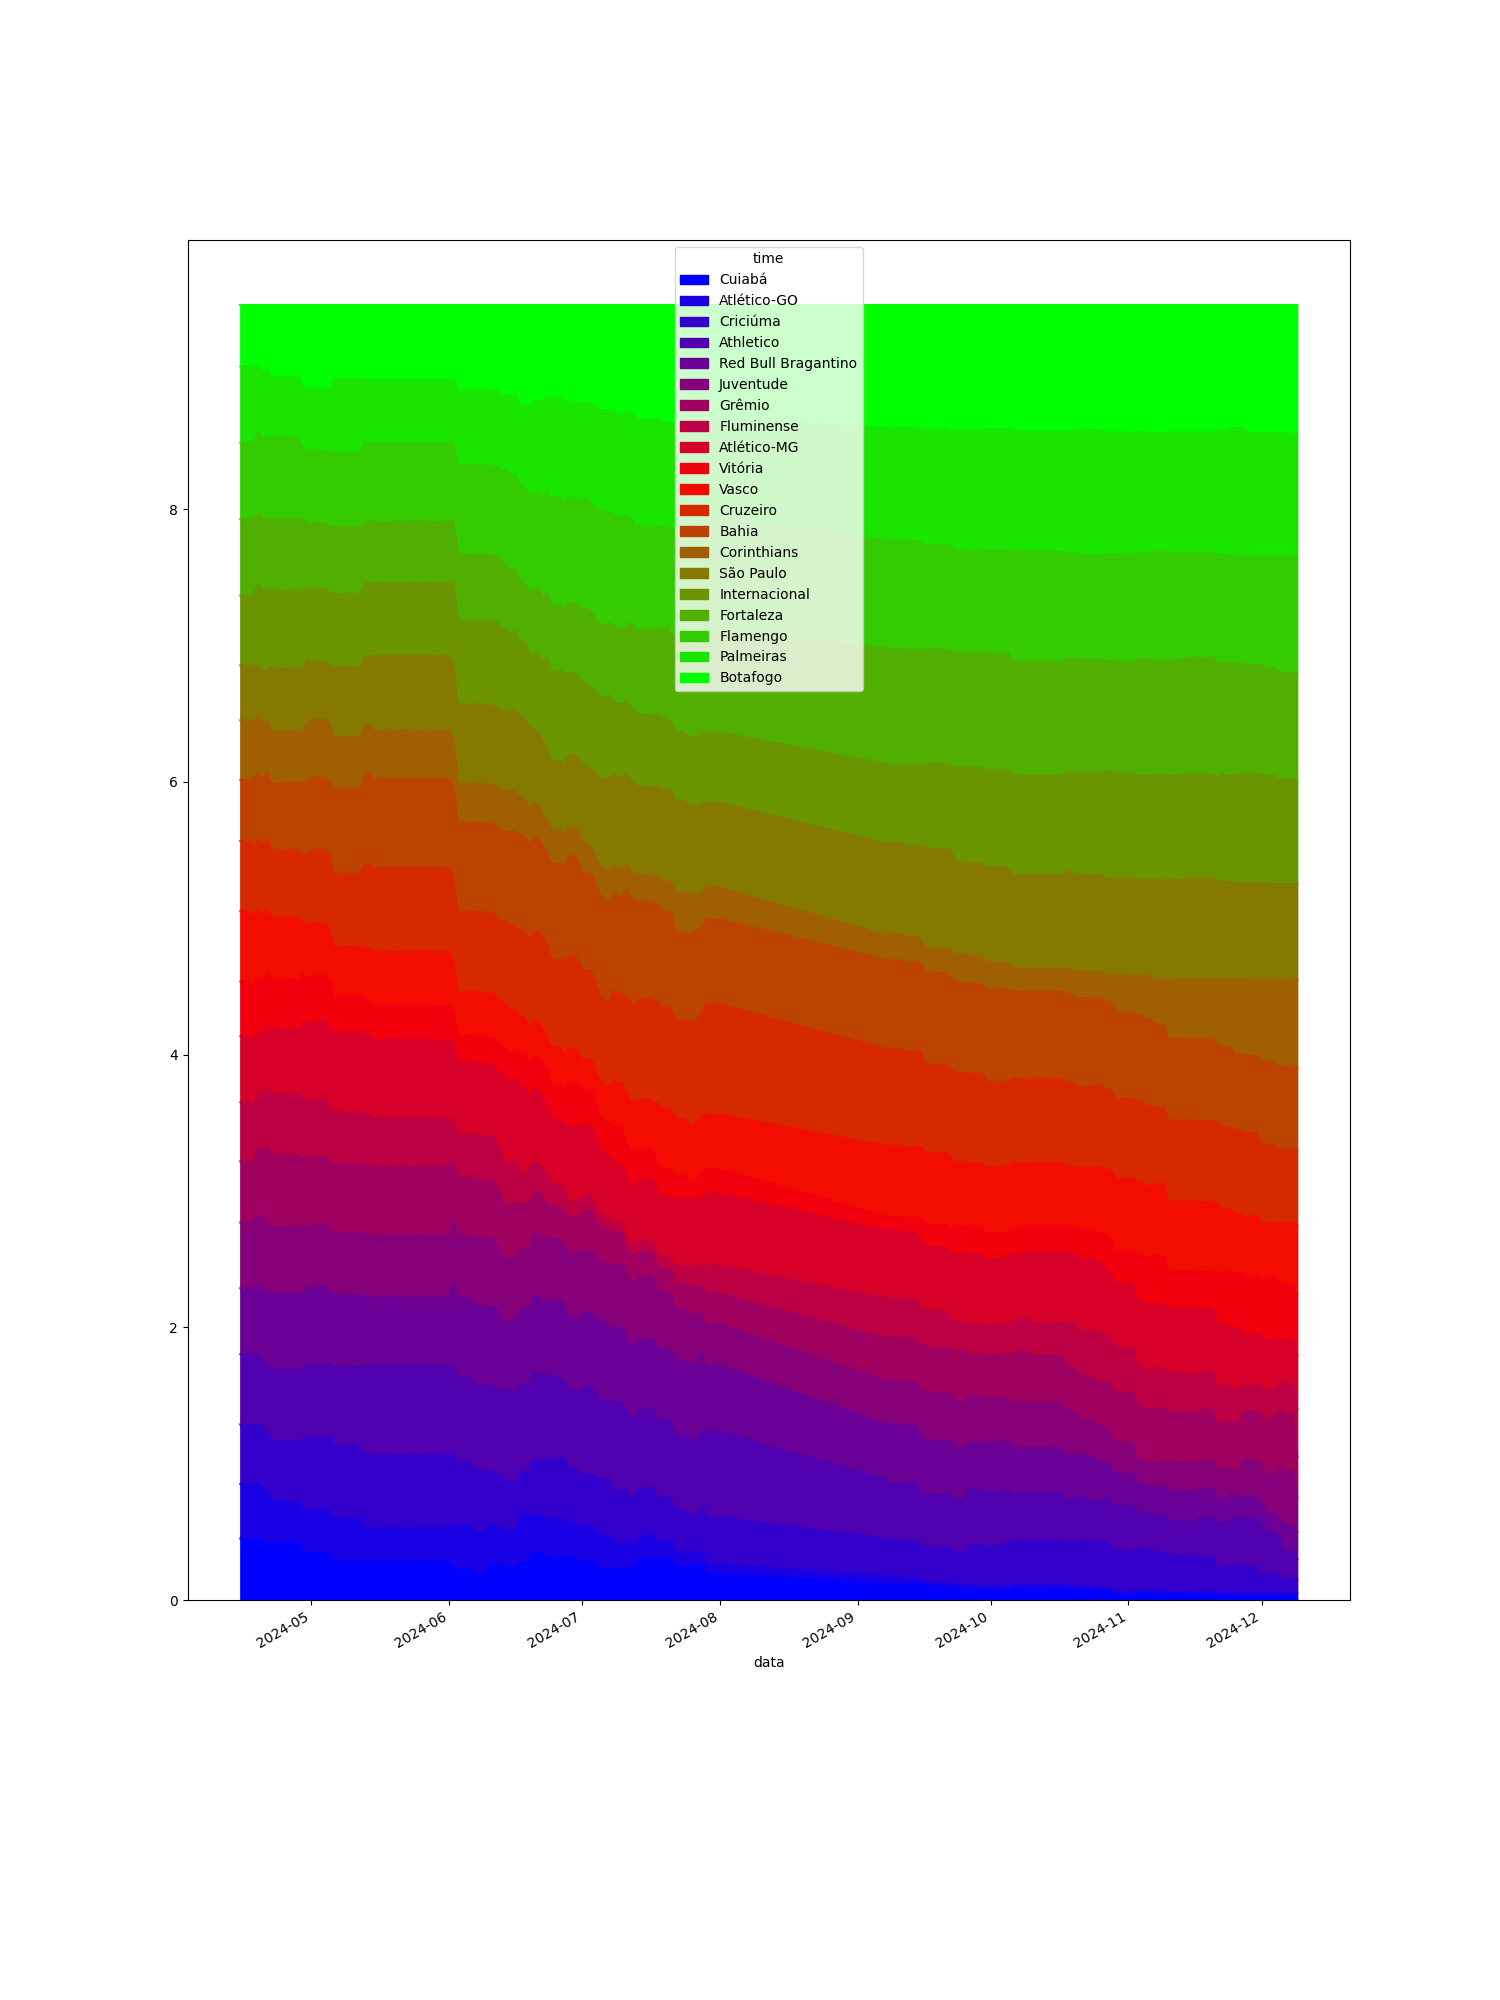 time
Cuiabá
Atlético-GO
Criciúma
Athletico
Red Bull Bragantino
Juventude
Grêmio
Fluminense
Atlético-MG
Vitória
Vasco
Cruzeiro
Bahia
Corinthians
São Paulo
Internacional
Fortaleza
Flamengo
Palmeiras
Botafogo
8
6
4
2
0
2024-05 2024-06 2024-07 2024-08 2024-09 2024-10 2024-11 2024-12
data